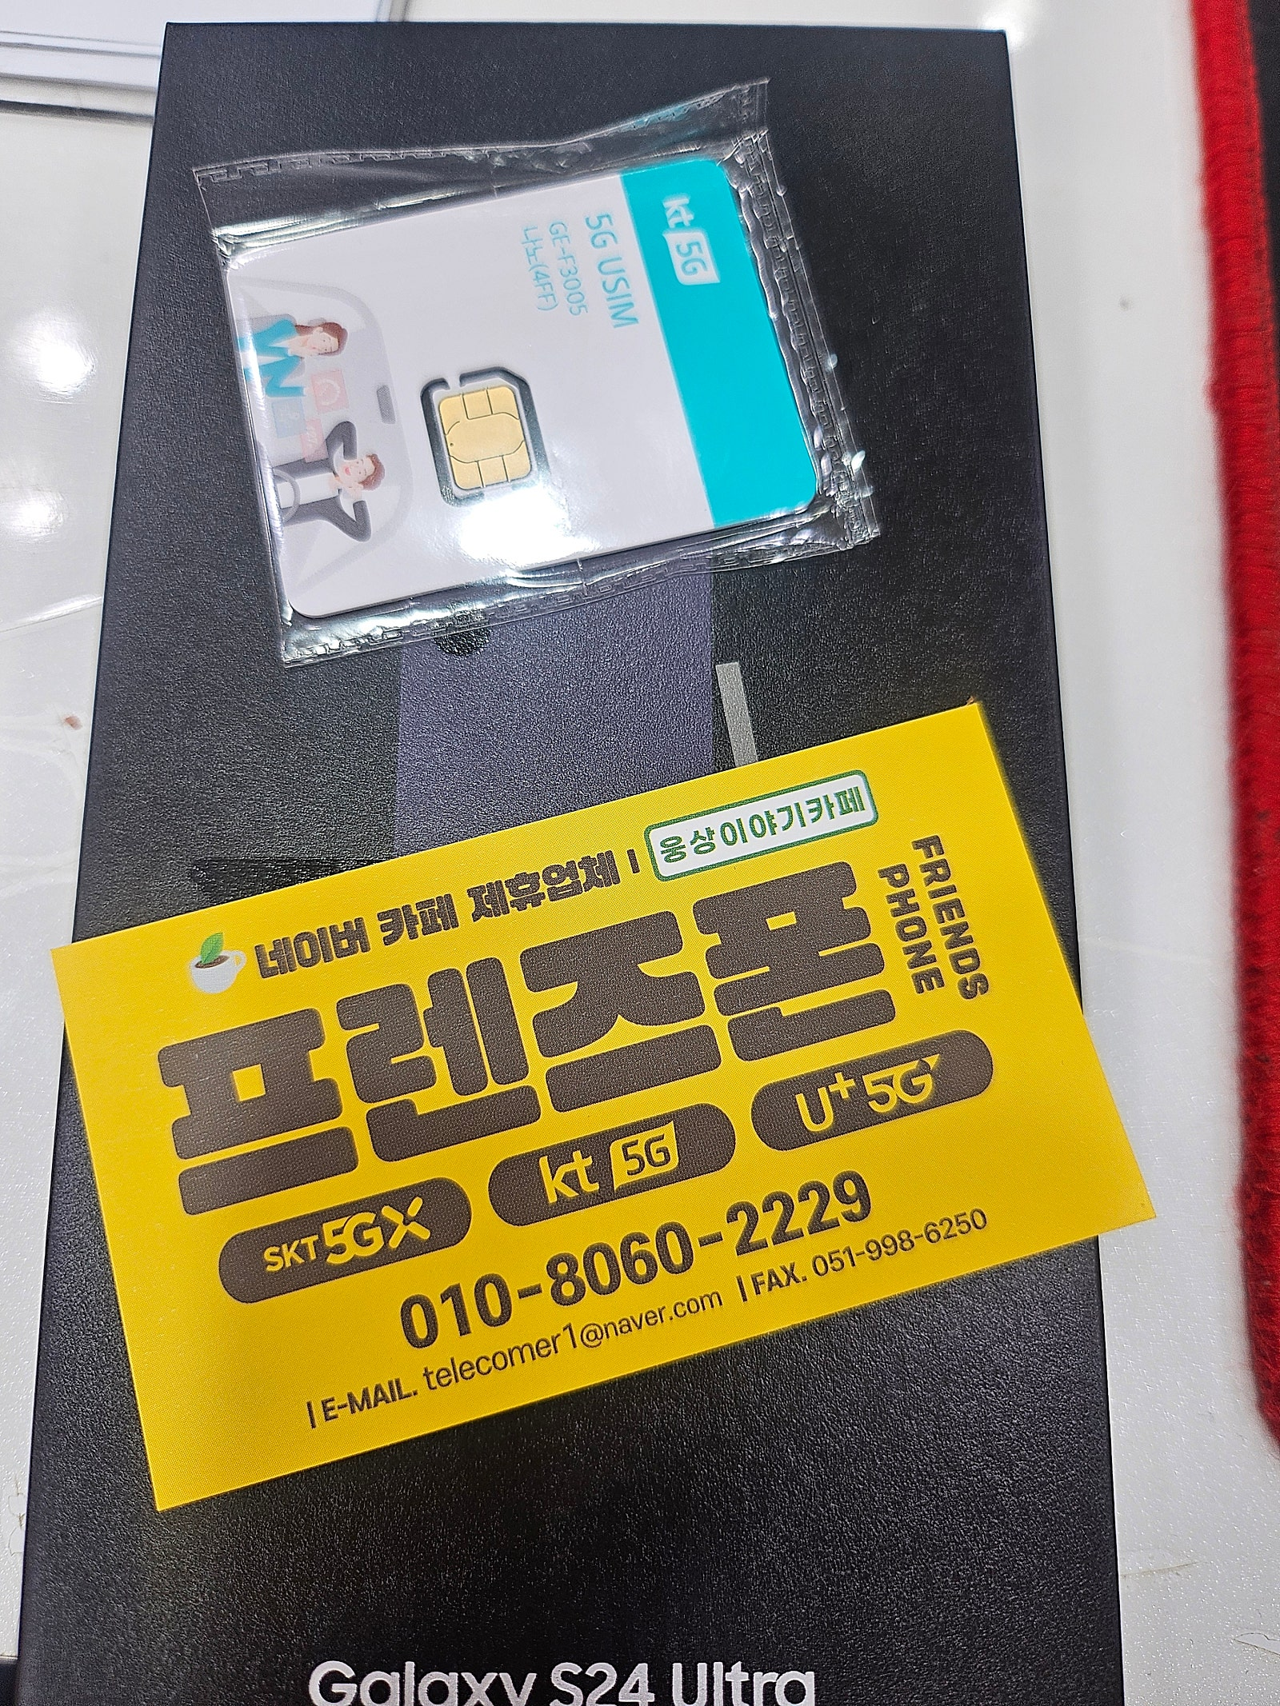 kt 5G
5G USIM
GE-F3005
나노(4FF)
네이버 카페 제휴업체 | 웅상이야기카페
프렌즈폰
FRIENDS
PHONE
SKT 5GX
kt 5G
U+5G
010-8060-2229
| E-MAIL. telecomer1@naver.com | FAX. 051-998-6250
Galaxy S24 Ultra